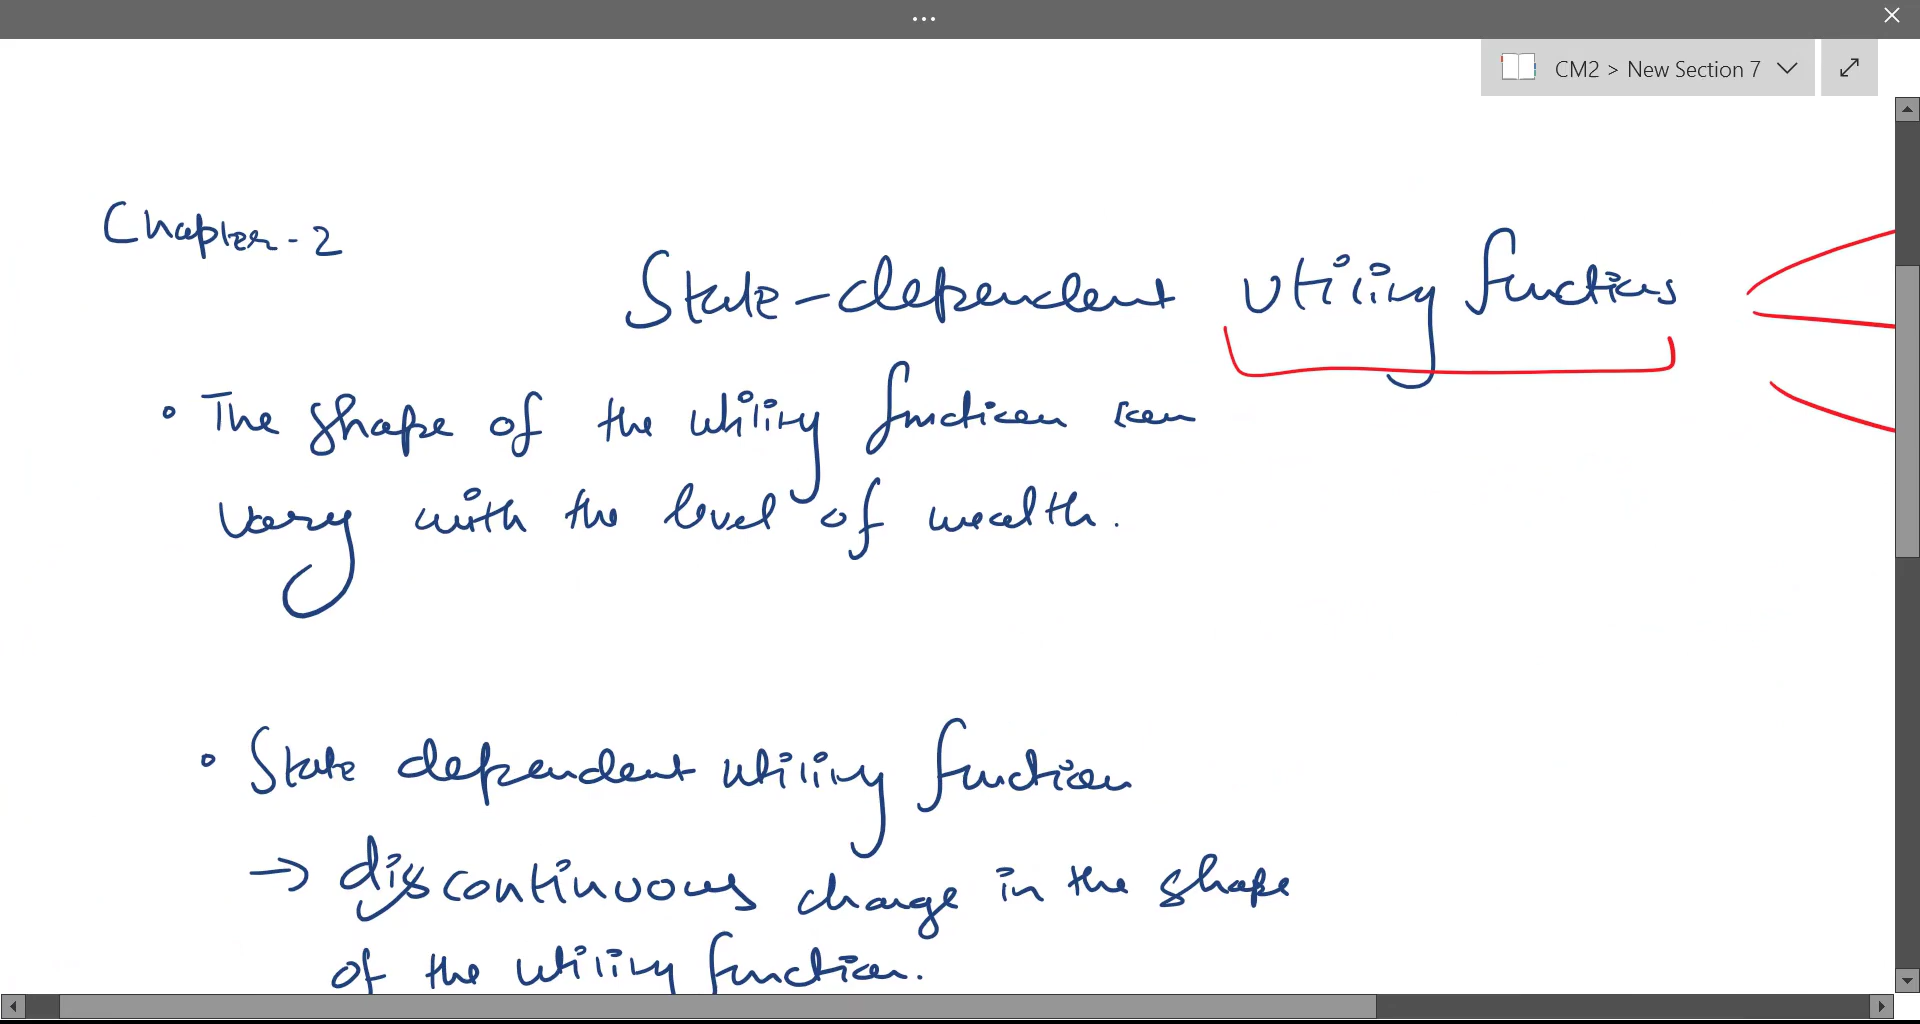 CM2 > New Section 7
Chapter-2
State-dependent utility functions
• The shape of the utility function can
vary with the level of wealth.
• State dependent utility function
→ discontinuous change in the shape
of the utility function.